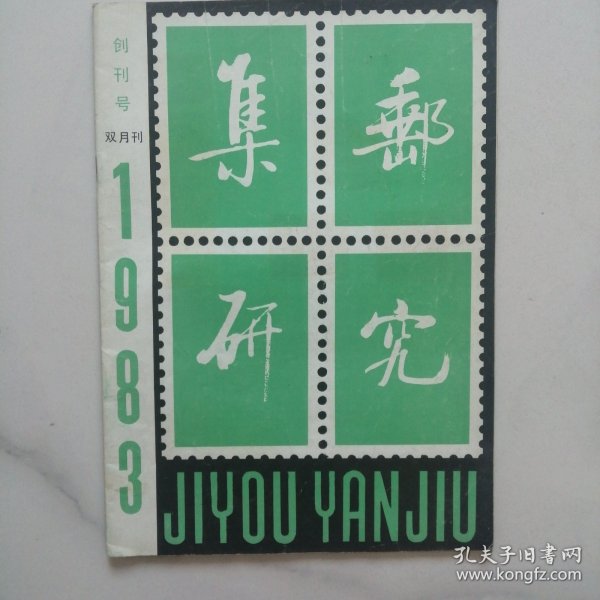 创刊号
双月刊
1983
集邮
研究
JIYOU YANJIU
孔夫子旧书网
www.kongfz.com